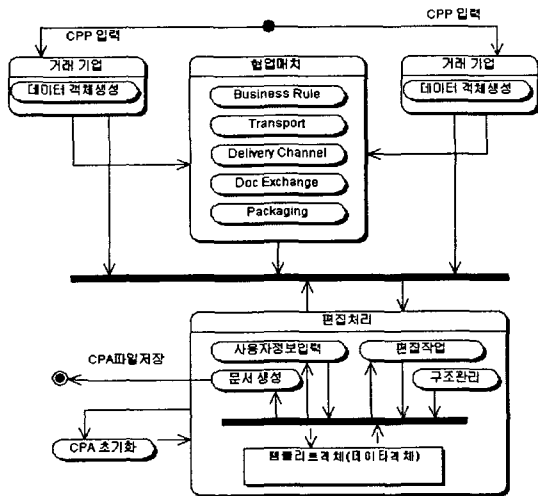 CPP 입력
CPP 입력
거래 기업
데이터 객체생성
협업매치
Business Rule
Transport
Delivery Channel
Doc Exchange
Packaging
거래 기업
데이터 객체생성
편집처리
사용자정보입력
편집작업
CPA파일저장
문서 생성
구조관리
CPA 초기화
템플리트객체(데이타객체)